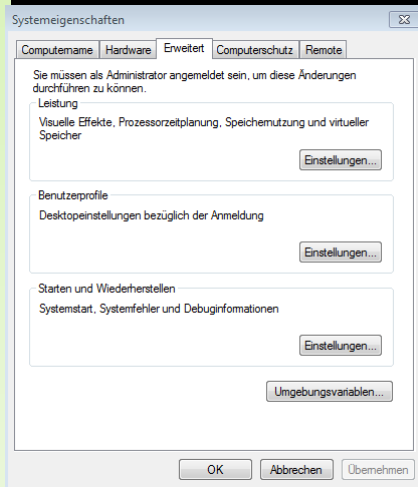 Systemeigenschaften
Computername Hardware Erweitert Computerschutz Remote
Sie müssen als Administrator angemeldet sein, um diese Änderungen
durchführen zu können.
Leistung
Visuelle Effekte, Prozessorzeitplanung, Speichernutzung und virtueller
Speicher
Einstellungen...
Benutzerprofile
Desktopeinstellungen bezüglich der Anmeldung
Einstellungen...
Starten und Wiederherstellen
Systemstart, Systemfehler und Debuginformationen
Einstellungen...
Umgebungsvariablen...
OK Abbrechen Übernehmen